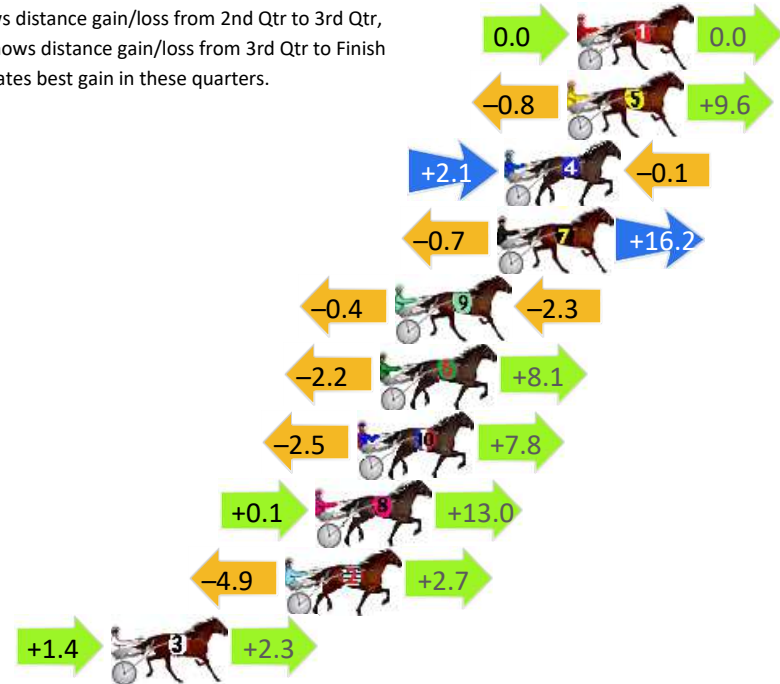 ws distance gain/loss from 2nd Qtr to 3rd Qtr,
hows distance gain/loss from 3rd Qtr to Finish
ates best gain in these quarters.
0.0 1 0.0
–0.8 5 +9.6
+2.1 4 –0.1
–0.7 7 +16.2
–0.4 9 –2.3
–2.2 6 +8.1
–2.5 10 +7.8
+0.1 8 +13.0
–4.9 2 +2.7
+1.4 3 +2.3